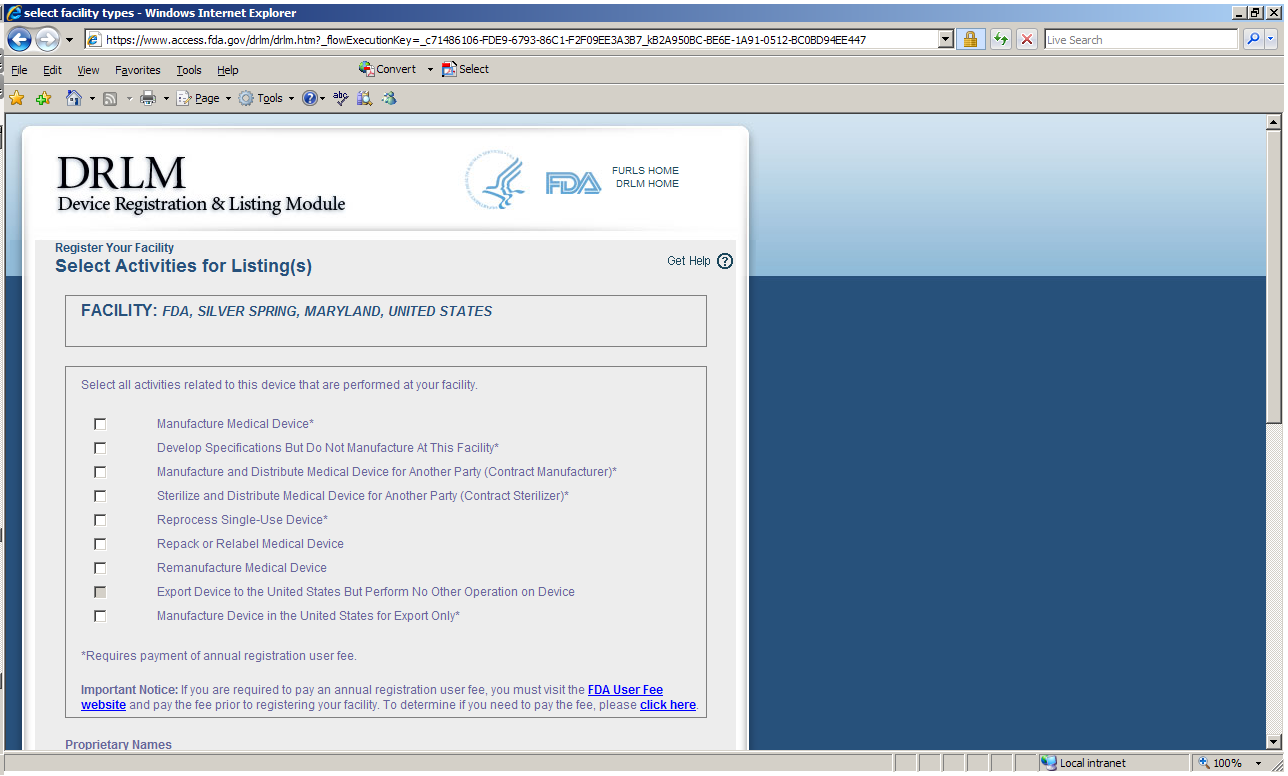 select facility types - Windows Internet Explorer
https://www.access.fda.gov/drlm/drlm.htm?_flowExecutionKey=_c71486106-FDE9-6793-86C1-F2F09EE3A3B7_kB2A950BC-BE6E-1A91-0512-BC0BD94EE447
Live Search
File Edit View Favorites Tools Help Convert Select
Page Tools
DRLM
Device Registration & Listing Module
FDA
FURLS HOME
DRLM HOME
Register Your Facility
Select Activities for Listing(s)
Get Help ?
FACILITY: FDA, SILVER SPRING, MARYLAND, UNITED STATES
Select all activities related to this device that are performed at your facility.
Manufacture Medical Device*
Develop Specifications But Do Not Manufacture At This Facility*
Manufacture and Distribute Medical Device for Another Party (Contract Manufacturer)*
Sterilize and Distribute Medical Device for Another Party (Contract Sterilizer)*
Reprocess Single-Use Device*
Repack or Relabel Medical Device
Remanufacture Medical Device
Export Device to the United States But Perform No Other Operation on Device
Manufacture Device in the United States for Export Only*
*Requires payment of annual registration user fee.
Important Notice: If you are required to pay an annual registration user fee, you must visit the FDA User Fee
website and pay the fee prior to registering your facility. To determine if you need to pay the fee, please click here.
Proprietary Names
Local intranet
100%